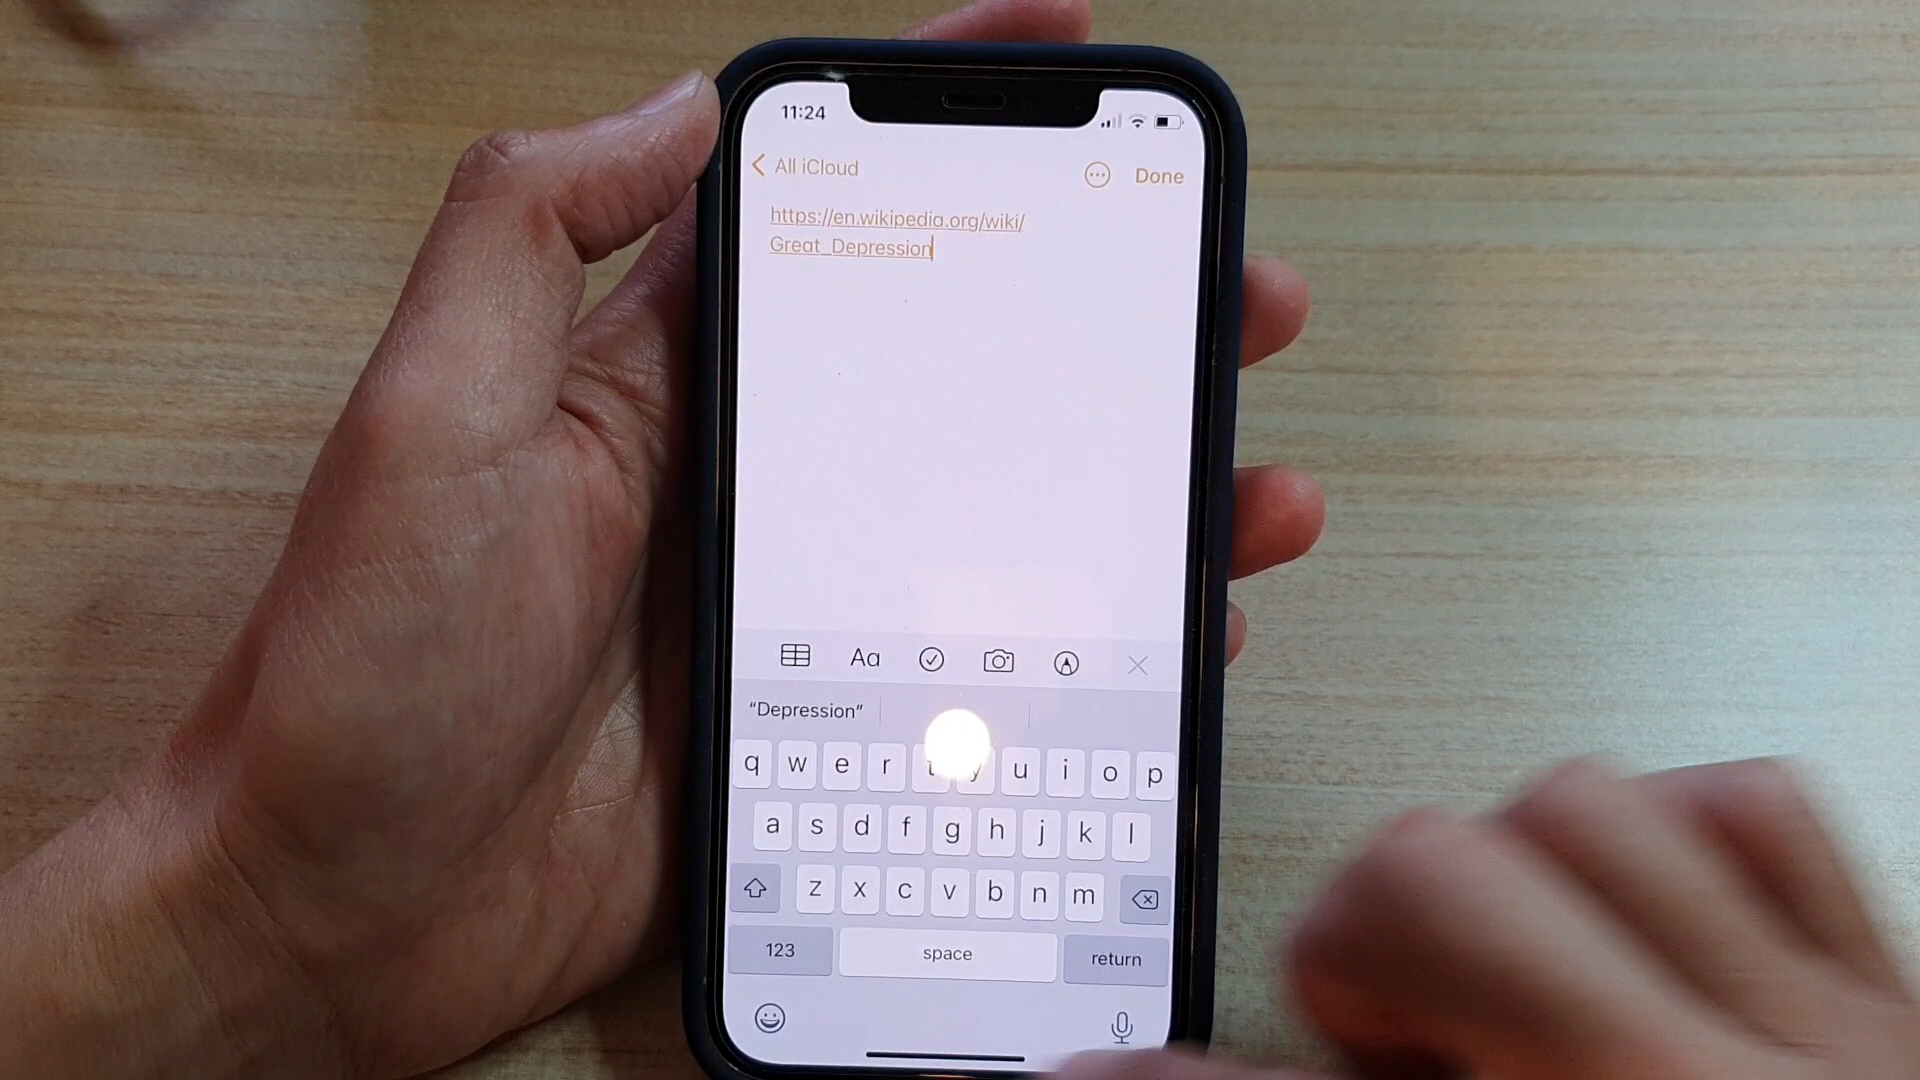 11:24
All iCloud
Done
https://en.wikipedia.org/wiki/
Great_Depression
Aa
“Depression”
q w e r t y u i o p
a s d f g h j k l
z x c v b n m
123 space return